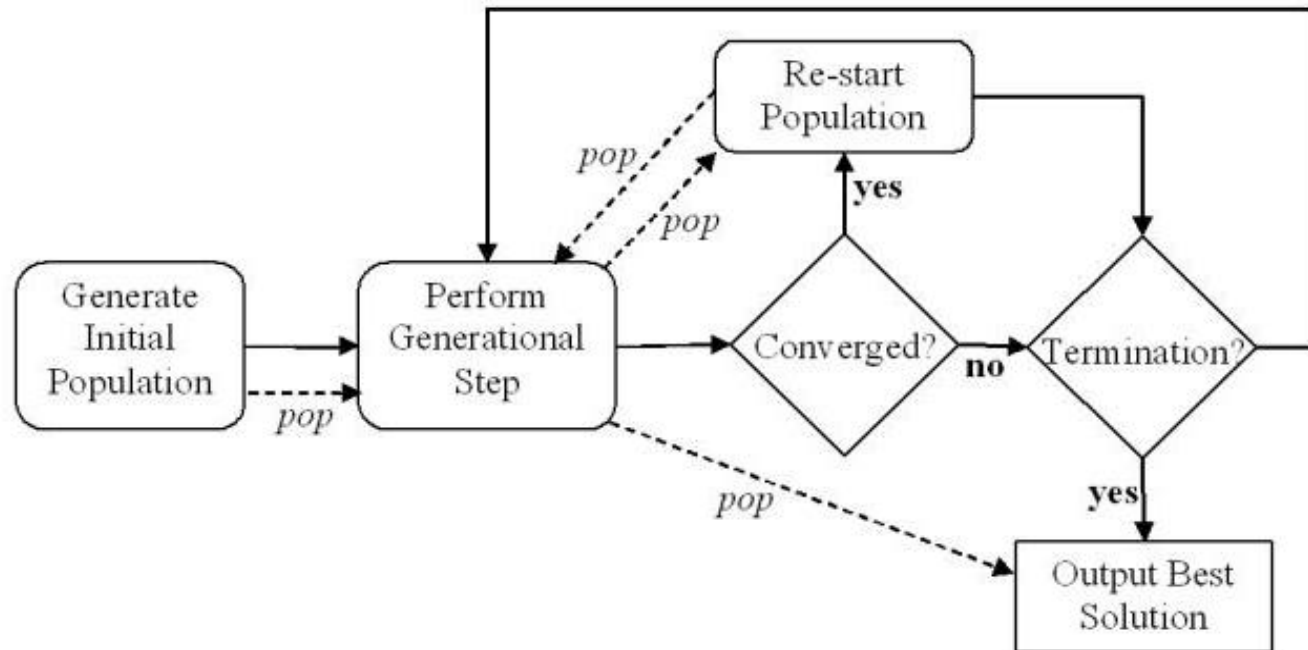 Re-start
Population
pop
pop
yes
Generate
Initial
Population
Perform
Generational
Step
Converged?
no
Termination?
pop
pop
yes
Output Best
Solution